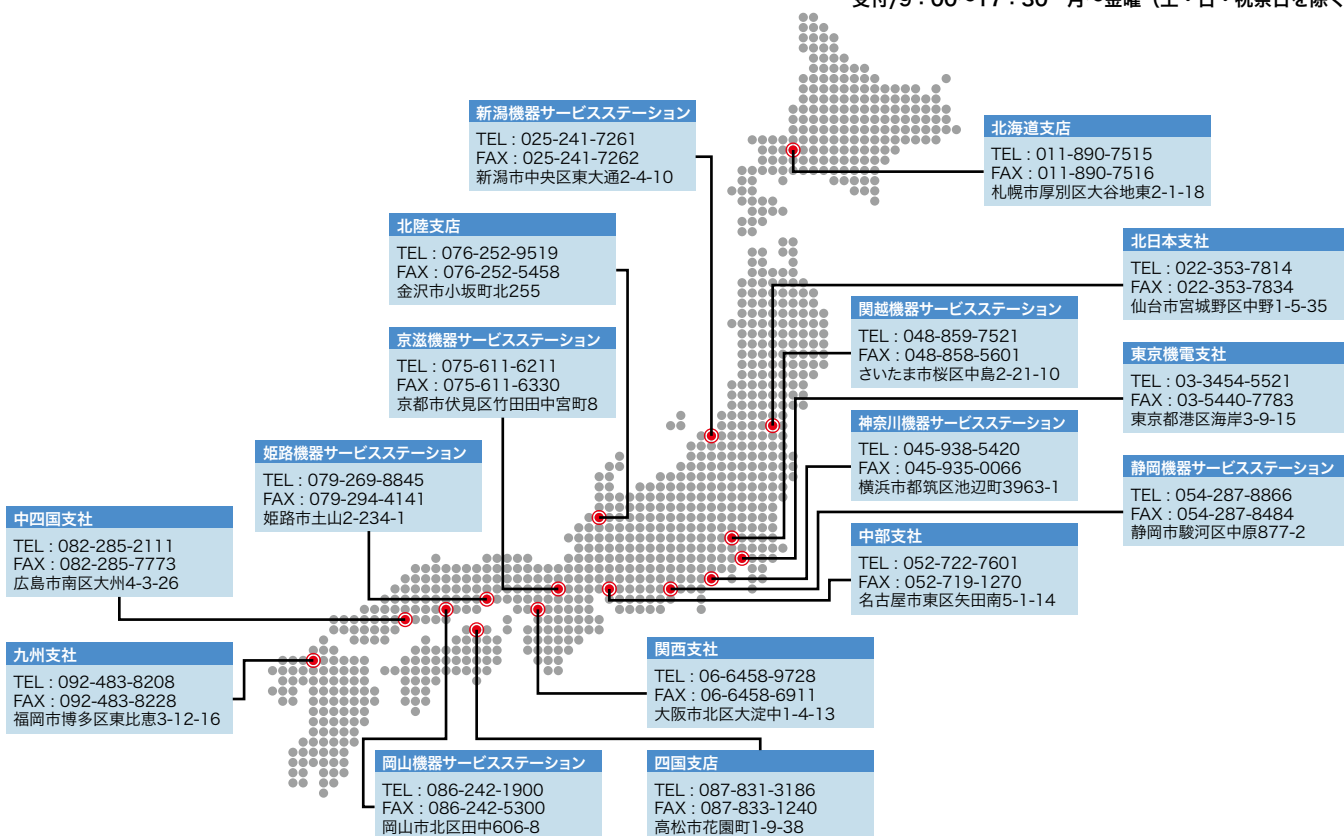 受付/9：00〜17：30 月〜金曜（土・日・祝祭日を除く
新潟機器サービスステーション
TEL : 025-241-7261
FAX : 025-241-7262
新潟市中央区東大通2-4-10
北海道支店
TEL : 011-890-7515
FAX : 011-890-7516
札幌市厚別区大谷地東2-1-18
北陸支店
TEL : 076-252-9519
FAX : 076-252-5458
金沢市小坂町北255
北日本支社
TEL : 022-353-7814
FAX : 022-353-7834
仙台市宮城野区中野1-5-35
関越機器サービスステーション
TEL : 048-859-7521
FAX : 048-858-5601
さいたま市桜区中島2-21-10
京滋機器サービスステーション
TEL : 075-611-6211
FAX : 075-611-6330
京都市伏見区竹田田中宮町8
東京機電支社
TEL : 03-3454-5521
FAX : 03-5440-7783
東京都港区海岸3-9-15
神奈川機器サービスステーション
TEL : 045-938-5420
FAX : 045-935-0066
横浜市都筑区池辺町3963-1
姫路機器サービスステーション
TEL : 079-269-8845
FAX : 079-294-4141
姫路市土山2-234-1
静岡機器サービスステーション
TEL : 054-287-8866
FAX : 054-287-8484
静岡市駿河区中原877-2
中四国支社
TEL : 082-285-2111
FAX : 082-285-7773
広島市南区大州4-3-26
中部支社
TEL : 052-722-7601
FAX : 052-719-1270
名古屋市東区矢田南5-1-14
九州支社
TEL : 092-483-8208
FAX : 092-483-8228
福岡市博多区東比恵3-12-16
関西支社
TEL : 06-6458-9728
FAX : 06-6458-6911
大阪市北区大淀中1-4-13
岡山機器サービスステーション
TEL : 086-242-1900
FAX : 086-242-5300
岡山市北区田中606-8
四国支店
TEL : 087-831-3186
FAX : 087-833-1240
高松市花園町1-9-38